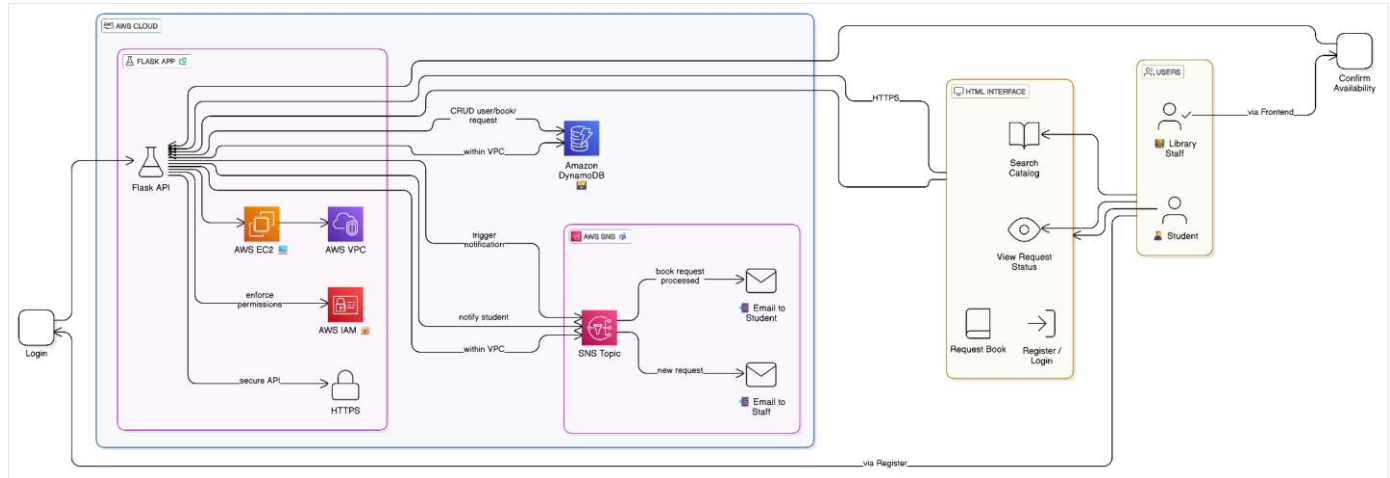 aws AWS CLOUD
FLASK APP
Flask API
CRUD user/book/
request
within VPC
Amazon
DynamoDB
AWS EC2
AWS VPC
enforce
permissions
AWS IAM
secure API
HTTPS
trigger
notification
notify student
within VPC
AWS SNS
SNS Topic
book request
processed
Email to
Student
new request
Email to
Staff
Login
HTTPS
HTML INTERFACE
Search
Catalog
View Request
Status
Request Book
Register /
Login
USERS
Library
Staff
Student
via Frontend
Confirm
Availability
via Register